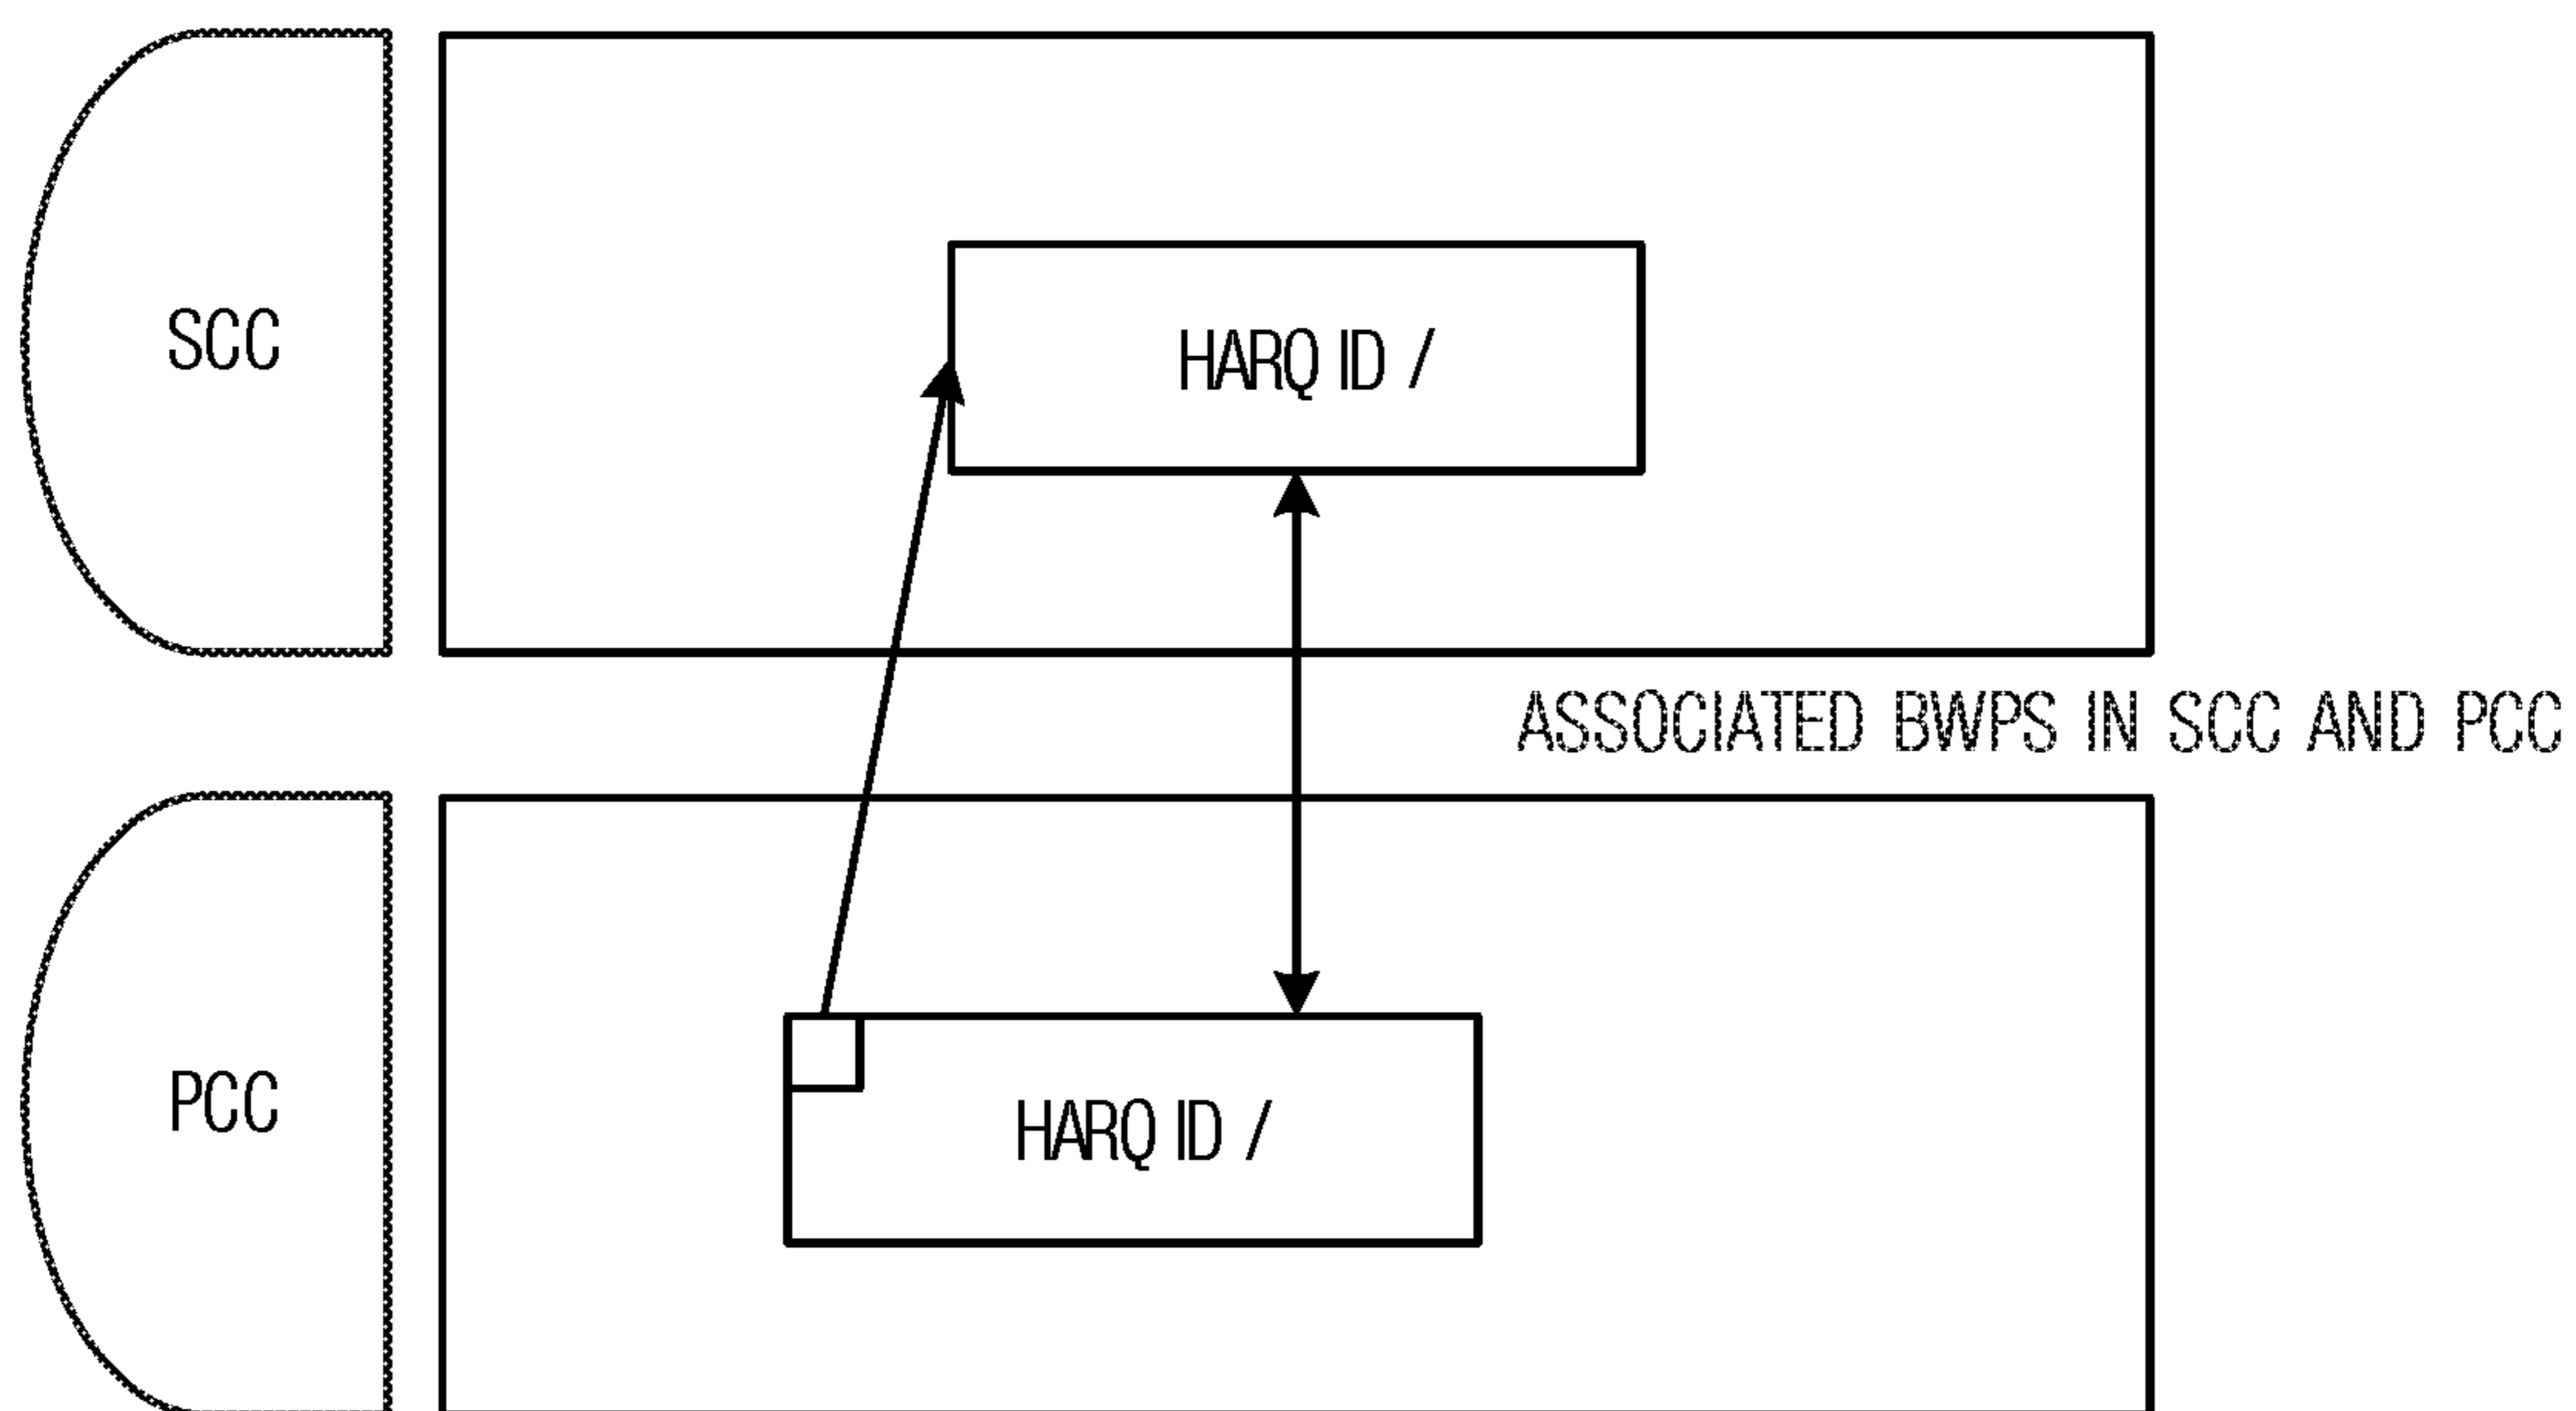 SCC
HARQ ID /
ASSOCIATED BWPS IN SCC AND PCC
PCC
HARQ ID /